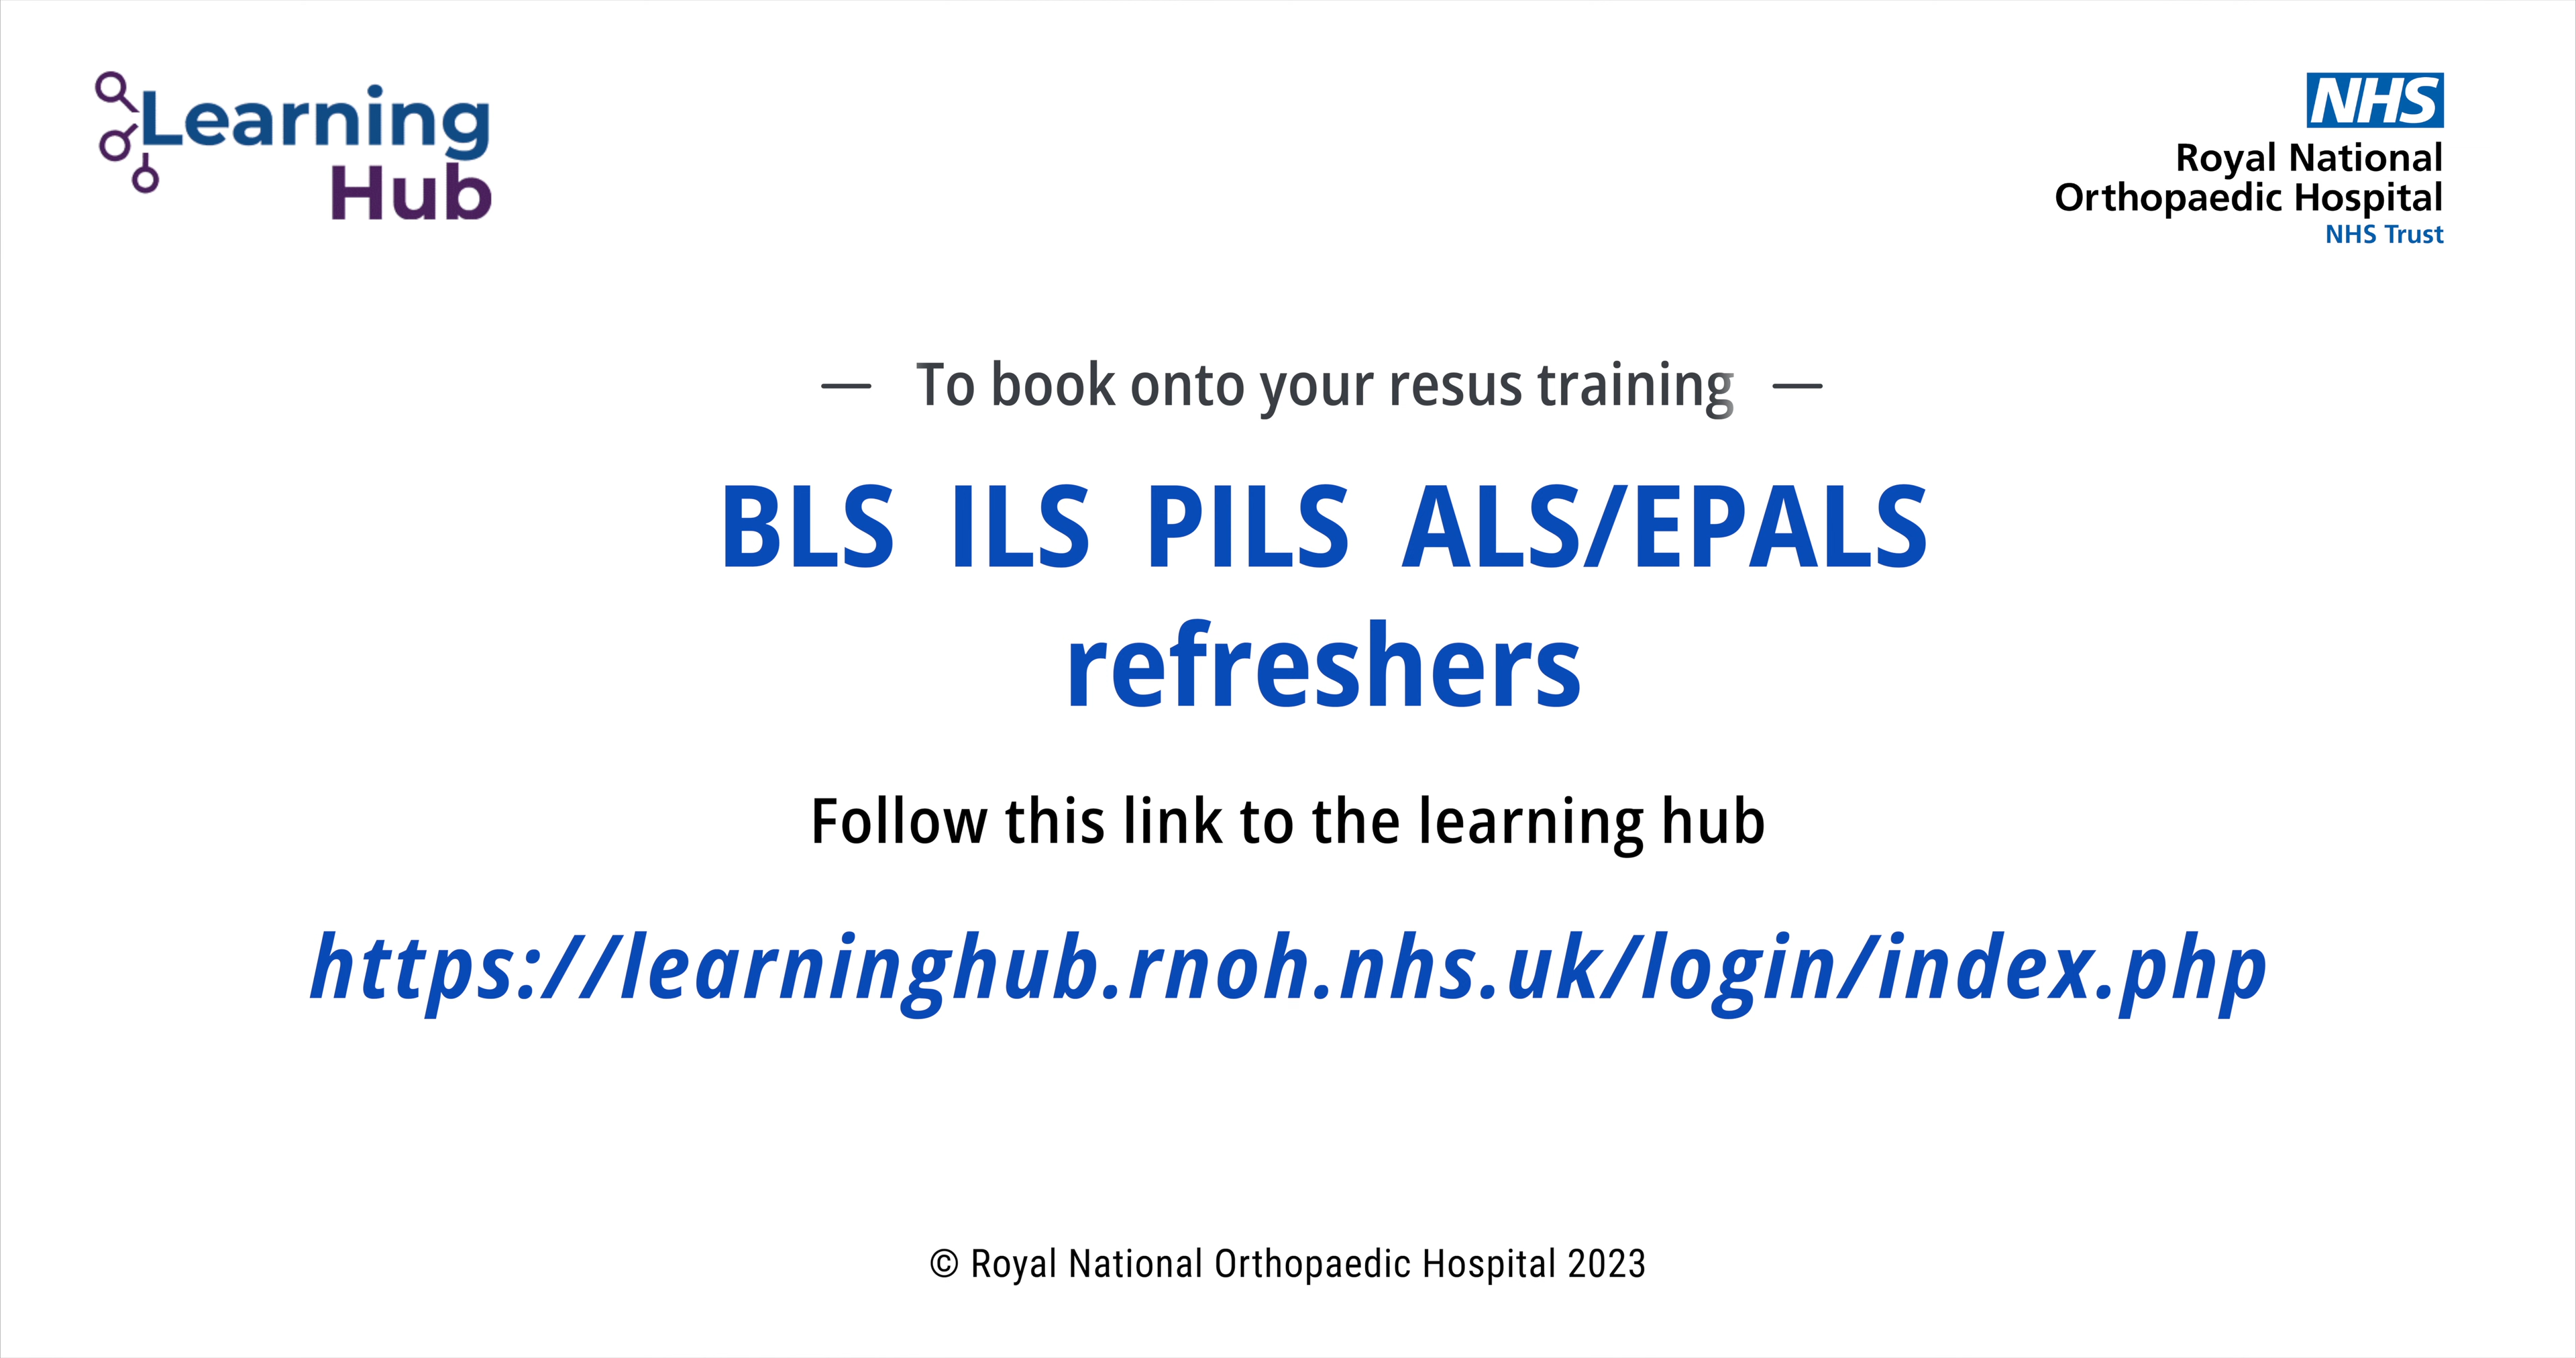 Learning
Hub
NHS
Royal National
Orthopaedic Hospital
NHS Trust
— To book onto your resus training —
BLS ILS PILS ALS/EPALS
refreshers
Follow this link to the learning hub
https://learninghub.rnoh.nhs.uk/login/index.php
© Royal National Orthopaedic Hospital 2023